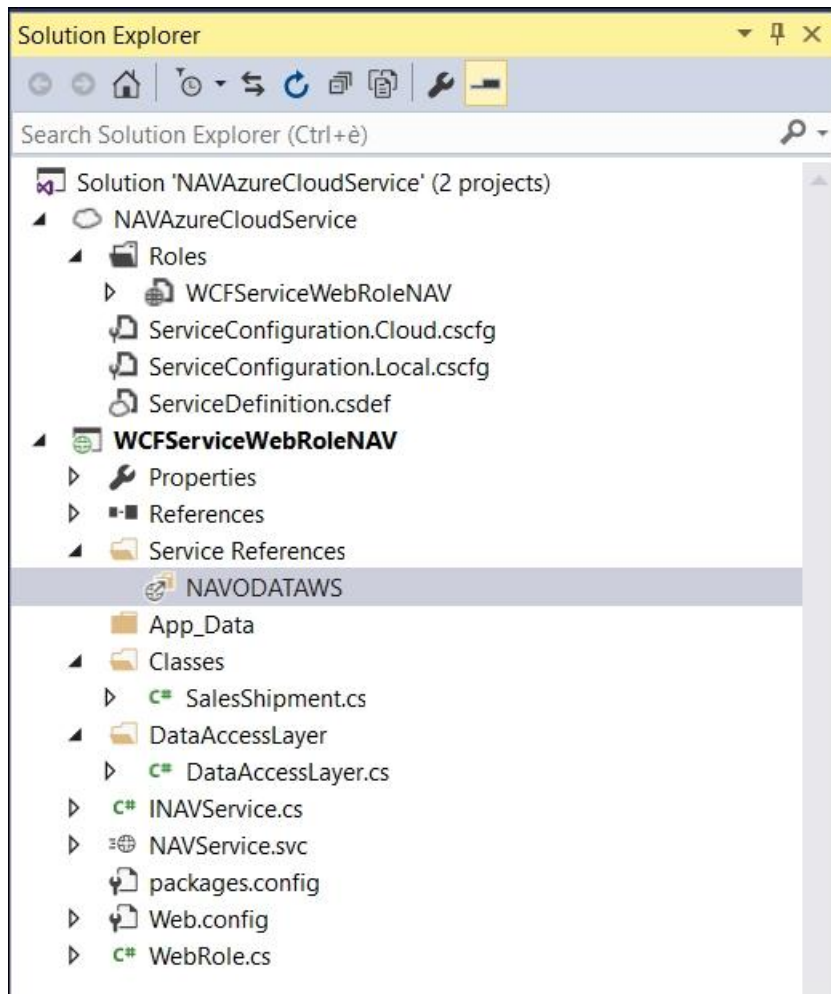 Solution Explorer
Search Solution Explorer (Ctrl+è)
Solution 'NAVAzureCloudService' (2 projects)
NAVAzureCloudService
Roles
WCFServiceWebRoleNAV
ServiceConfiguration.Cloud.cscfg
ServiceConfiguration.Local.cscfg
ServiceDefinition.csdef
WCFServiceWebRoleNAV
Properties
References
Service References
NAVODATAWS
App_Data
Classes
C# SalesShipment.cs
DataAccessLayer
C# DataAccessLayer.cs
C# INAVService.cs
NAVService.svc
packages.config
Web.config
C# WebRole.cs